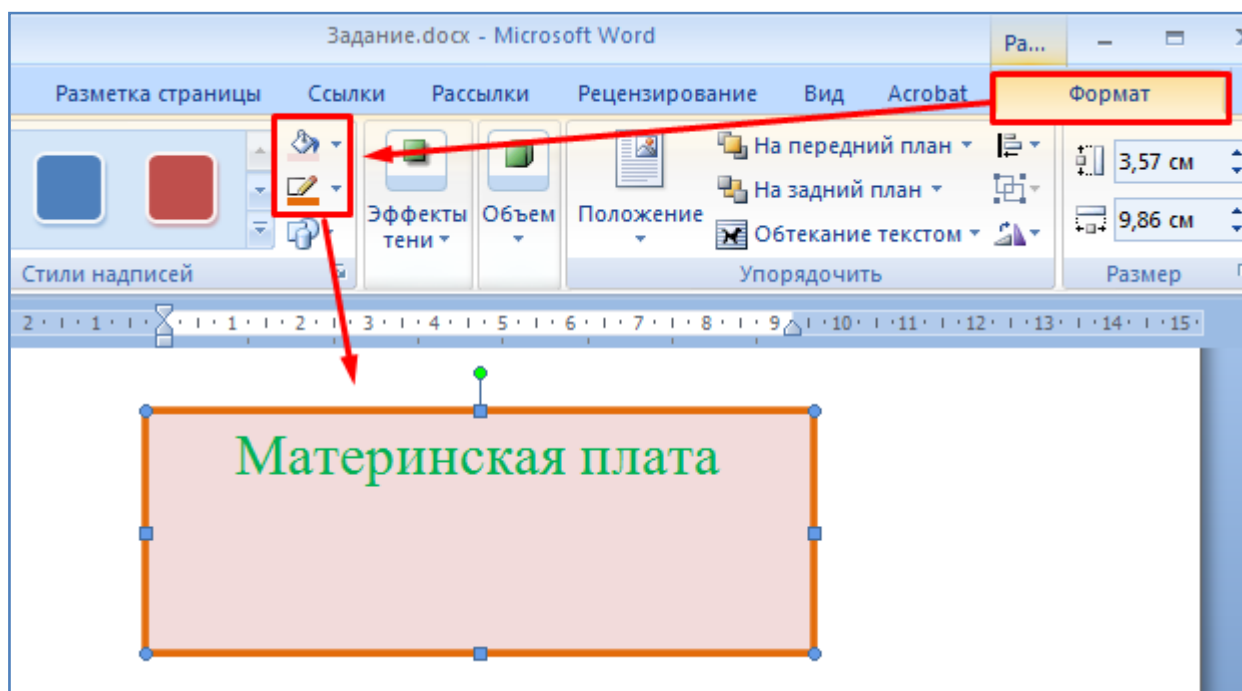 Задание.docx - Microsoft Word
Ра...
Разметка страницы Ссылки Рассылки Рецензирование Вид Acrobat Формат
На передний план
3,57 см
На задний план
Эффекты тени
Объем
Положение
Обтекание текстом
9,86 см
Стили надписей
Упорядочить
Размер
2 1 1 2 3 4 5 6 7 8 9 10 11 12 13 14 15
Материнская плата